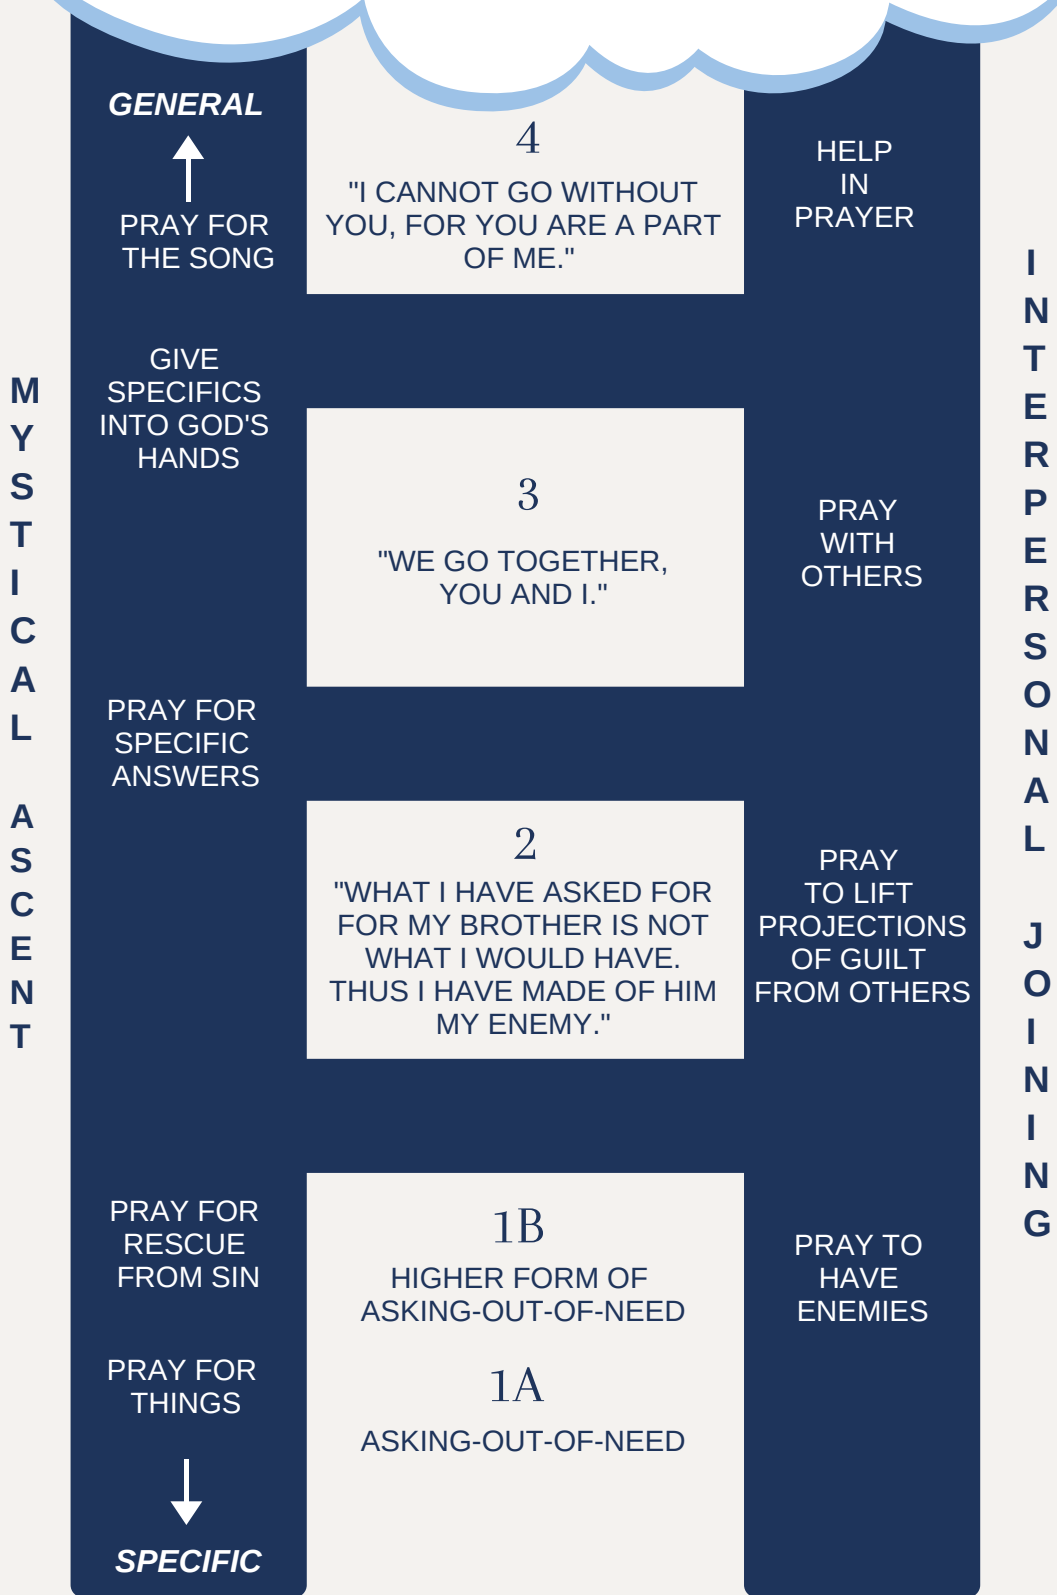 GENERAL
PRAY FOR
THE SONG
GIVE
SPECIFICS
INTO GOD'S
HANDS
PRAY FOR
SPECIFIC
ANSWERS
PRAY FOR
RESCUE
FROM SIN
PRAY FOR
THINGS
SPECIFIC
MYSTICAL ASCENT
4
"I CANNOT GO WITHOUT
YOU, FOR YOU ARE A PART
OF ME."
3
"WE GO TOGETHER,
YOU AND I."
2
"WHAT I HAVE ASKED FOR
FOR MY BROTHER IS NOT
WHAT I WOULD HAVE.
THUS I HAVE MADE OF HIM
MY ENEMY."
1B
HIGHER FORM OF
ASKING-OUT-OF-NEED
1A
ASKING-OUT-OF-NEED
HELP
IN
PRAYER
PRAY
WITH
OTHERS
PRAY
TO LIFT
PROJECTIONS
OF GUILT
FROM OTHERS
PRAY TO
HAVE
ENEMIES
INTERPERSONAL JOINING